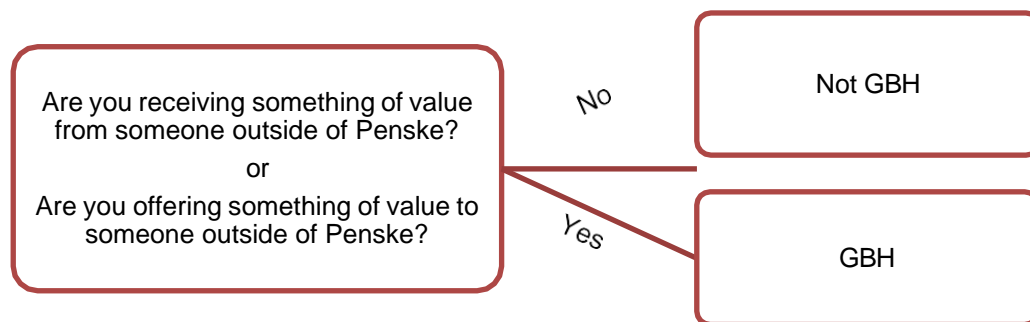 Are you receiving something of value
from someone outside of Penske?
or
Are you offering something of value to
someone outside of Penske?
No
Yes
Not GBH
GBH